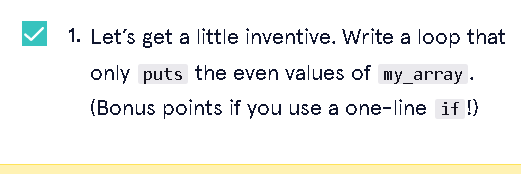 1. Let's get a little inventive. Write a loop that
only puts the even values of my_array.
(Bonus points if you use a one-line if!)